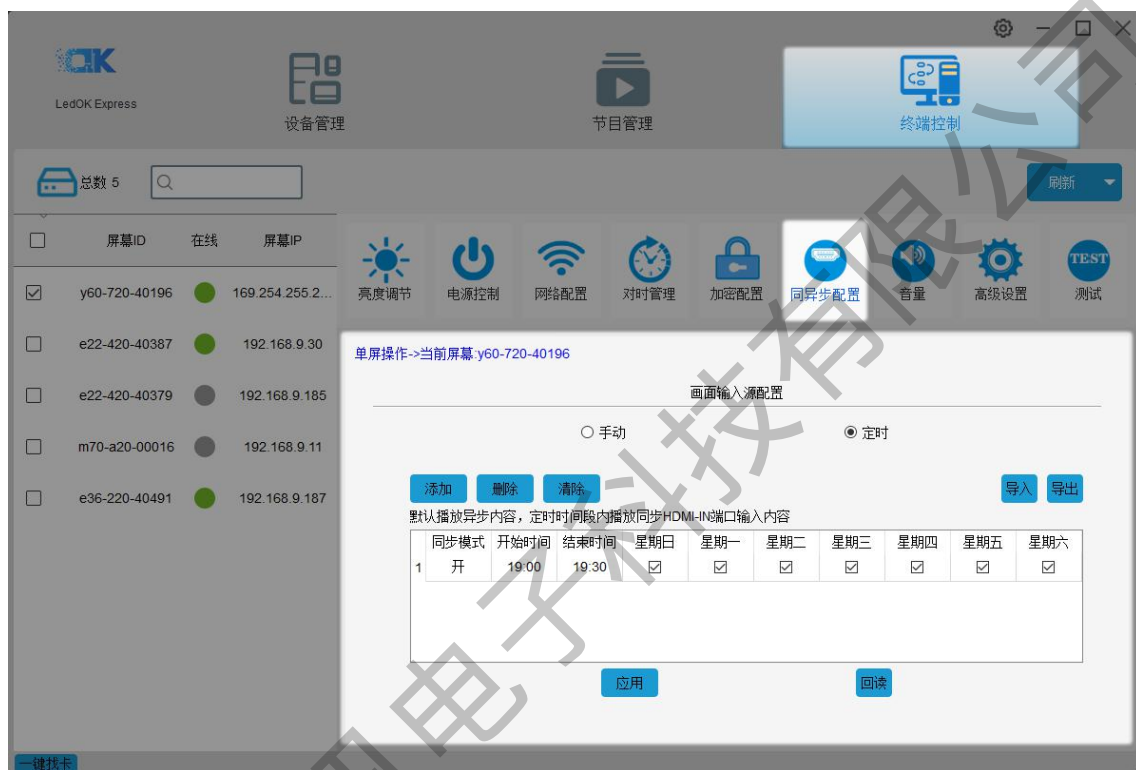 LedOK Express
设备管理
节目管理
终端控制
总数 5
刷新
屏幕ID 在线 屏幕IP
亮度调节 电源控制 网络配置 对时管理 加密配置 同异步配置 音量 高级设置 TEST 测试
y60-720-40196 169.254.255.2...
e22-420-40387 192.168.9.30
e22-420-40379 192.168.9.185
m70-a20-00016 192.168.9.11
e36-220-40491 192.168.9.187
单屏操作->当前屏幕:y60-720-40196
画面输入源配置
手动 定时
添加 删除 清除 导入 导出
默认播放异步内容，定时时间段内播放同步HDMI-IN端口输入内容
同步模式 开始时间 结束时间 星期日 星期一 星期二 星期三 星期四 星期五 星期六
1 开 19:00 19:30
应用 回读
一键找卡
电子科技有限公司